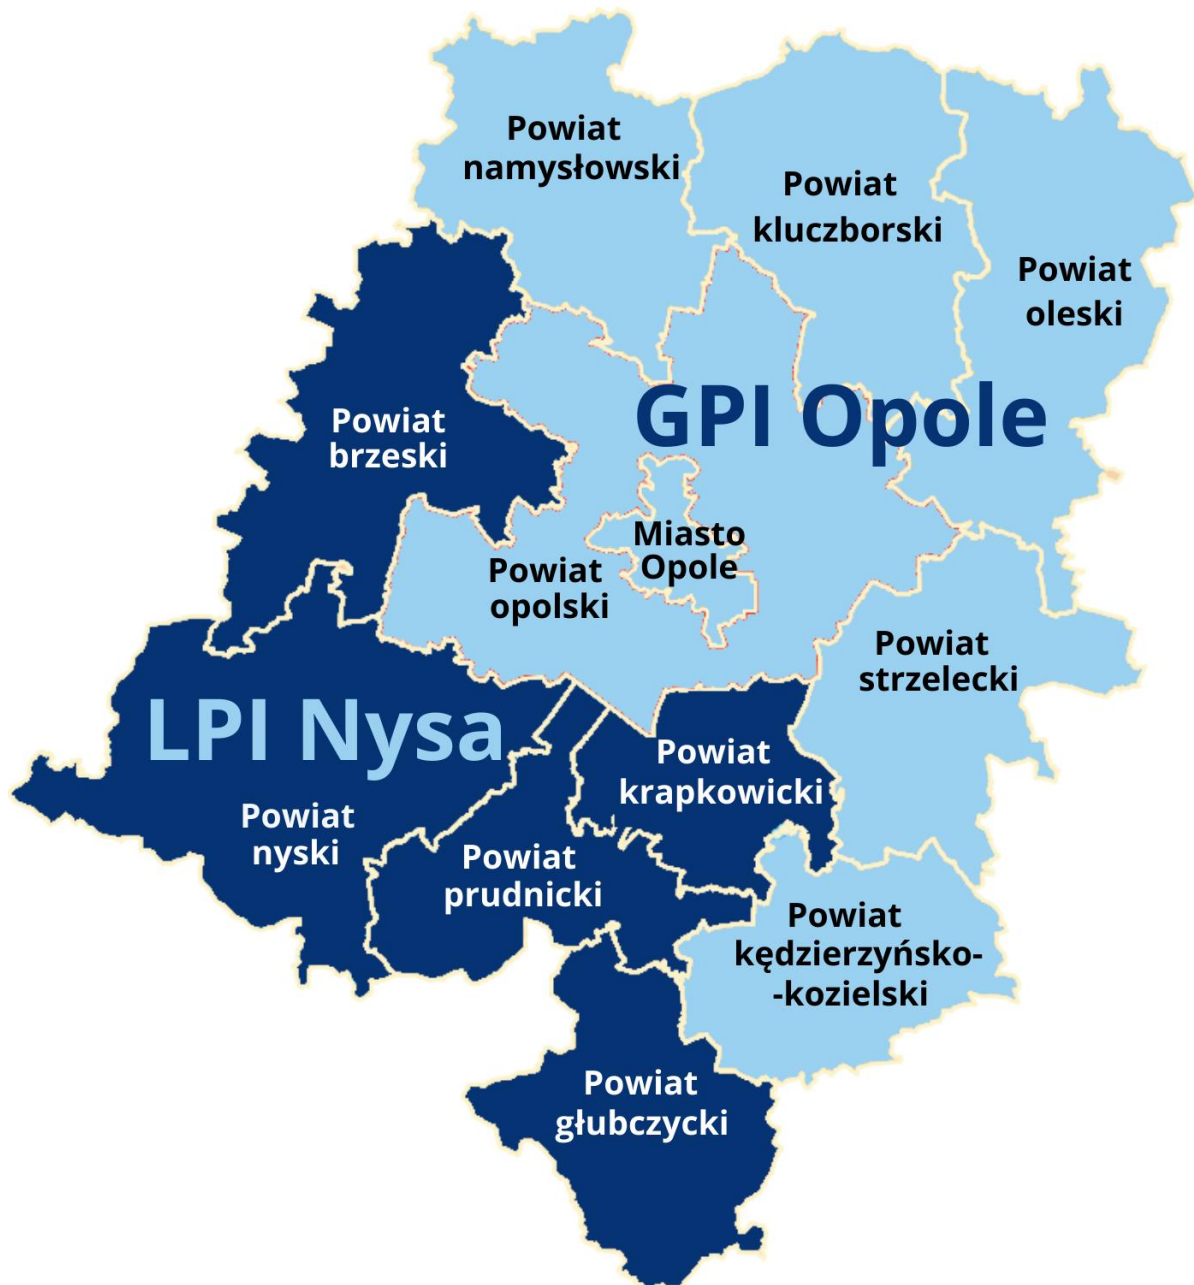 Powiat
namysłowski
Powiat
kluczborski
Powiat
oleski
GPI Opole
Powiat
brzeski
Miasto
Opole
Powiat
opolski
Powiat
strzelecki
LPI Nysa
Powiat
krapkowicki
Powiat
nyski
Powiat
prudnicki
Powiat
kędzierzyńsko-
-kozielski
Powiat
głubczycki